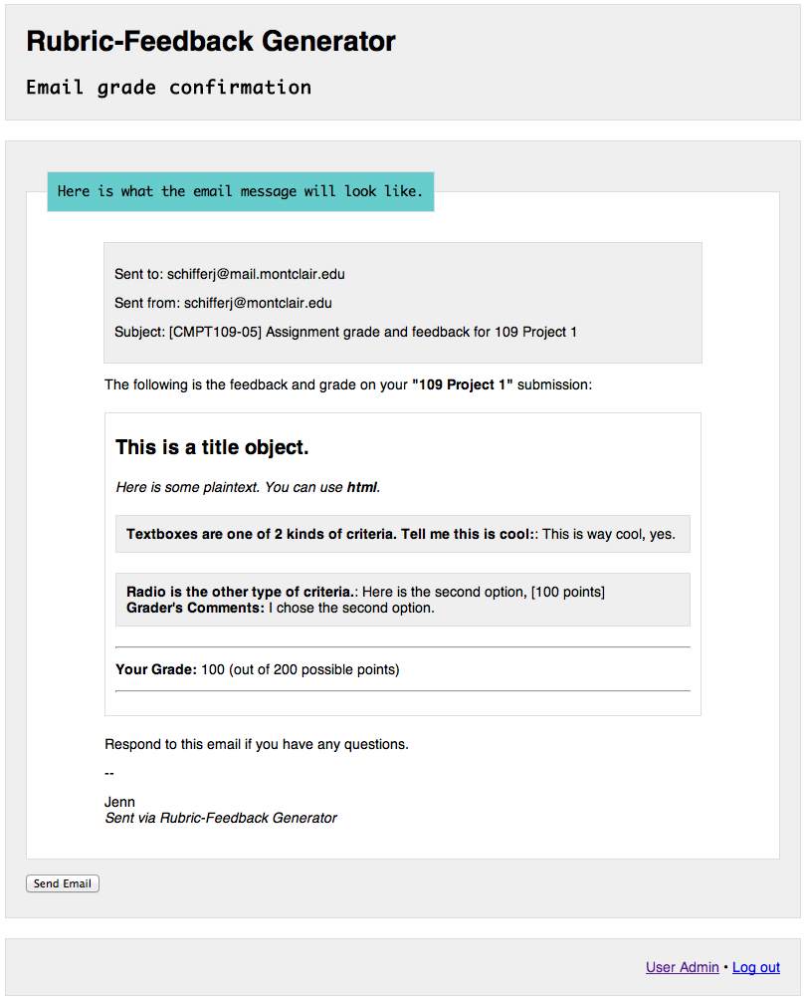 Rubric-Feedback Generator
Email grade confirmation
Here is what the email message will look like.
Sent to: schifferj@mail.montclair.edu
Sent from: schifferj@montclair.edu
Subject: [CMPT109-05] Assignment grade and feedback for 109 Project 1
The following is the feedback and grade on your "109 Project 1" submission:
This is a title object.
Here is some plaintext. You can use html.
Textboxes are one of 2 kinds of criteria. Tell me this is cool:: This is way cool, yes.
Radio is the other type of criteria.: Here is the second option, [100 points]
Grader's Comments: I chose the second option.
Your Grade: 100 (out of 200 possible points)
Respond to this email if you have any questions.
--
Jenn
Sent via Rubric-Feedback Generator
Send Email
User Admin • Log out